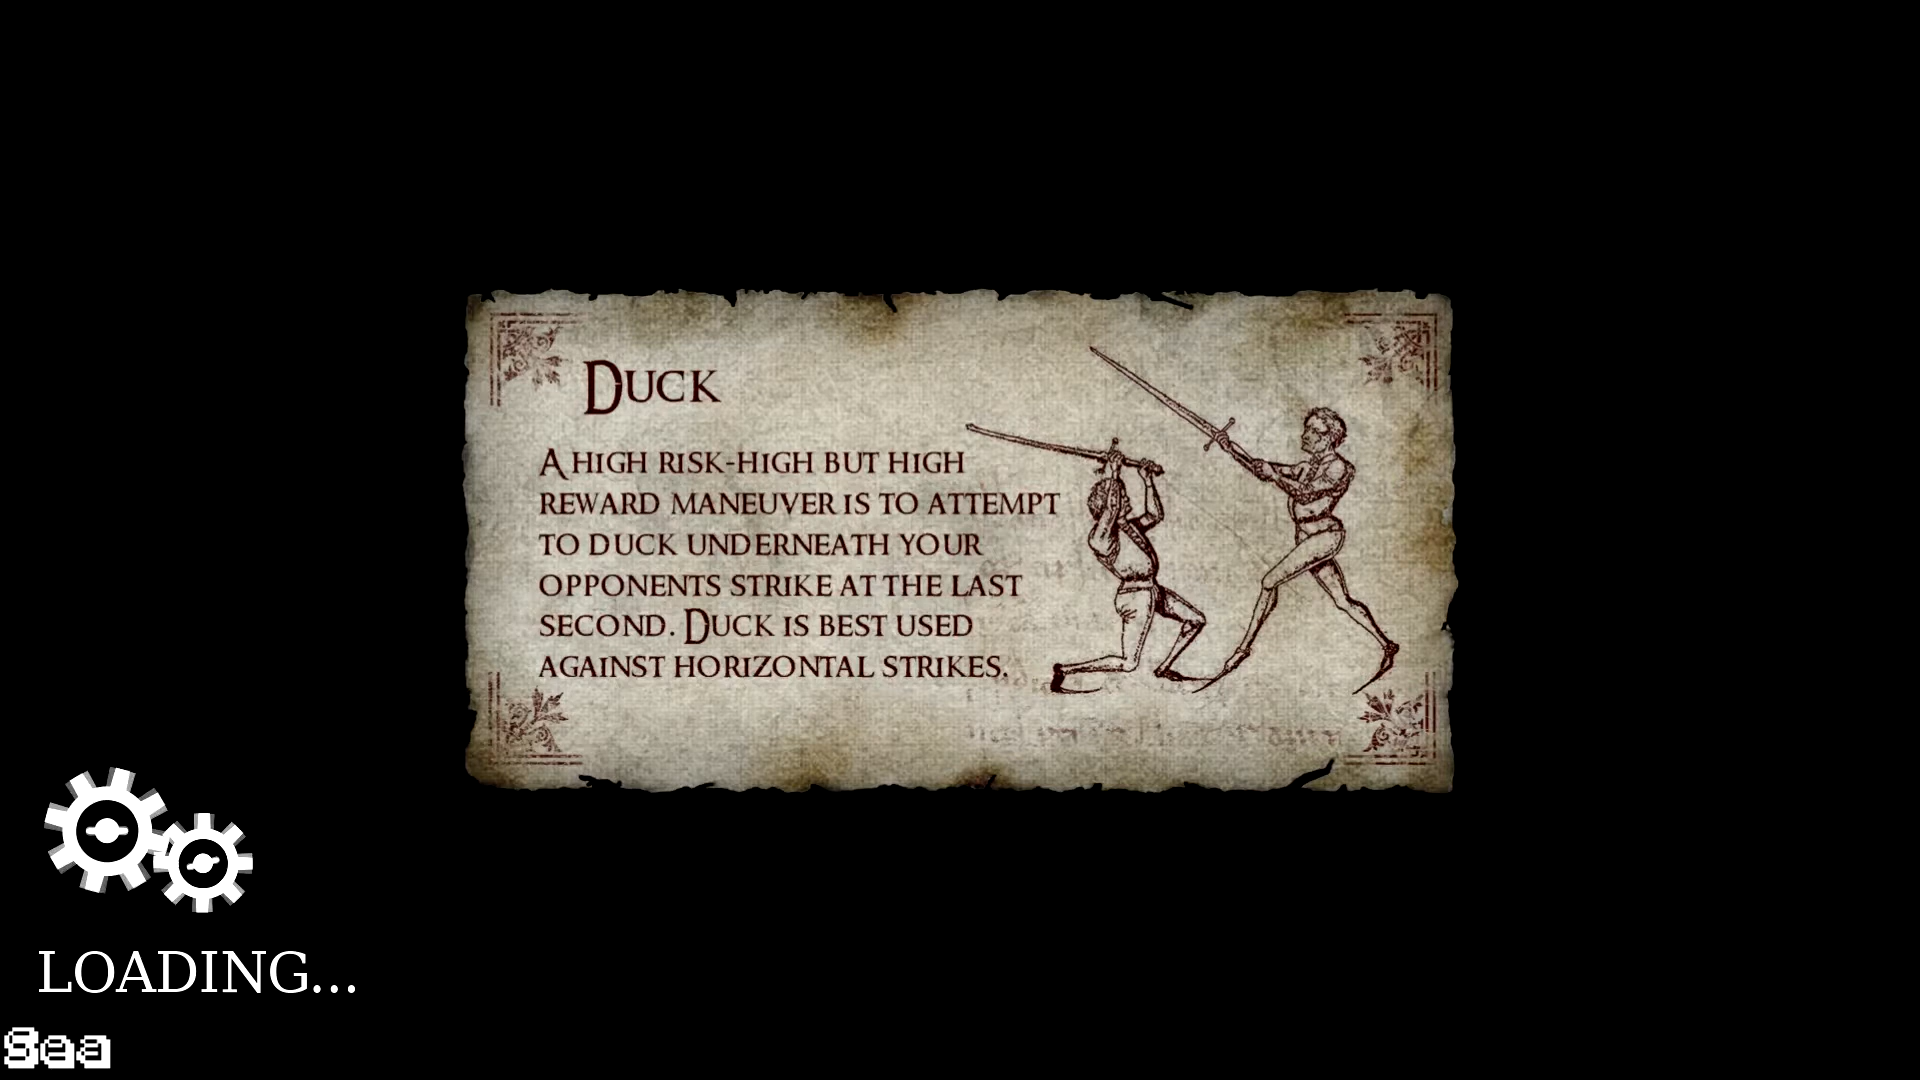 Duck
A high risk-high but high
reward maneuver is to attempt
to duck underneath your
opponents strike at the last
second. Duck is best used
against horizontal strikes.
LOADING...
Sea